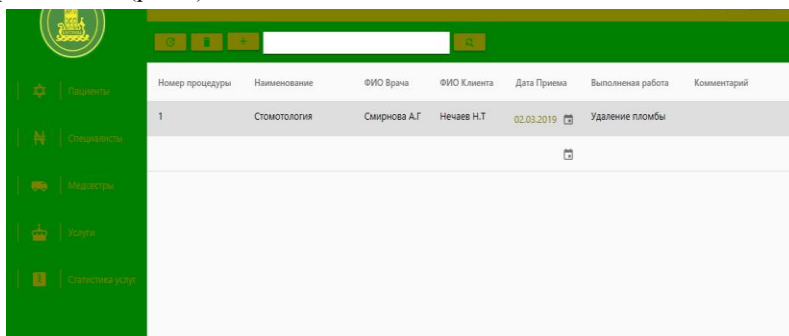 Номер процедуры Наименование ФИО Врача ФИО Клиента Дата Приема Выполненая работа Комментарий
Пациенты
1 Стомотология Смирнова А.Г Нечаев Н.Т 02.03.2019 Удаление пломбы
Специалисты
Медсестры
Услуги
Статистика услуг